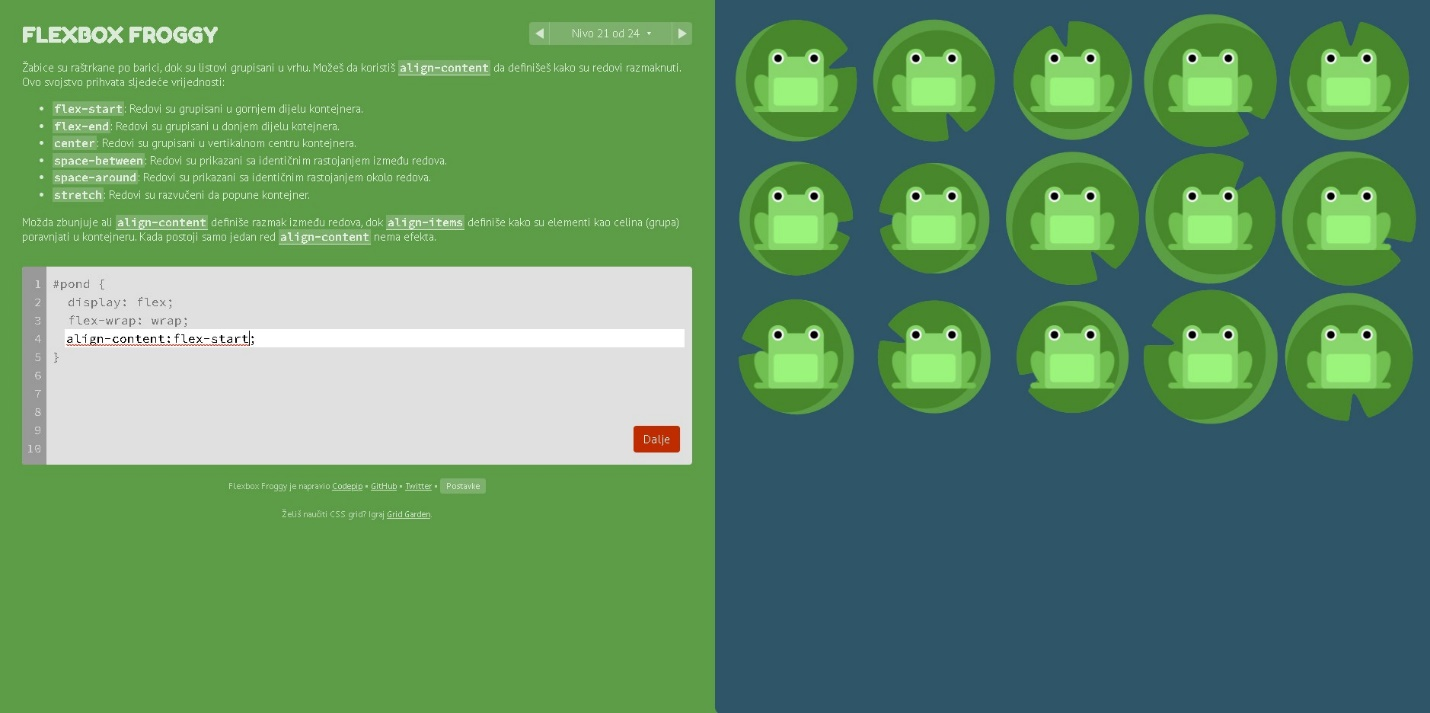 FLEXBOX FROGGY
Nivo 21 od 24
Žabice su raštrkane po barici, dok su listovi grupisani u vrhu. Možeš da koristiš align-content da definišeš kako su redovi razmaknuti.
Ovo svojstvo prihvata sljedeće vrijednosti:
flex-start: Redovi su grupisani u gornjem dijelu kontejnera.
flex-end: Redovi su grupisani u donjem dijelu kotejnera.
center: Redovi su grupisani u vertikalnom centru kontejnera.
space-between: Redovi su prikazani sa identičnim rastojanjem između redova.
space-around: Redovi su prikazani sa identičnim rastojanjem okolo redova.
stretch: Redovi su razvučeni da popune kontejner.
Možda zbunjuje ali align-content definiše razmak između redova, dok align-items definiše kako su elementi kao celina (grupa)
poravnjati u kontejneru. Kada postoji samo jedan red align-content nema efekta.
1 #pond {
2 display: flex;
3 flex-wrap: wrap;
4 align-content:flex-start;
5 }
6
7
8
9
10
Dalje
Flexbox Froggy je napravio Codepip • GitHub • Twitter • Postavke
Želiš naučiti CSS grid? Igraj Grid Garden.